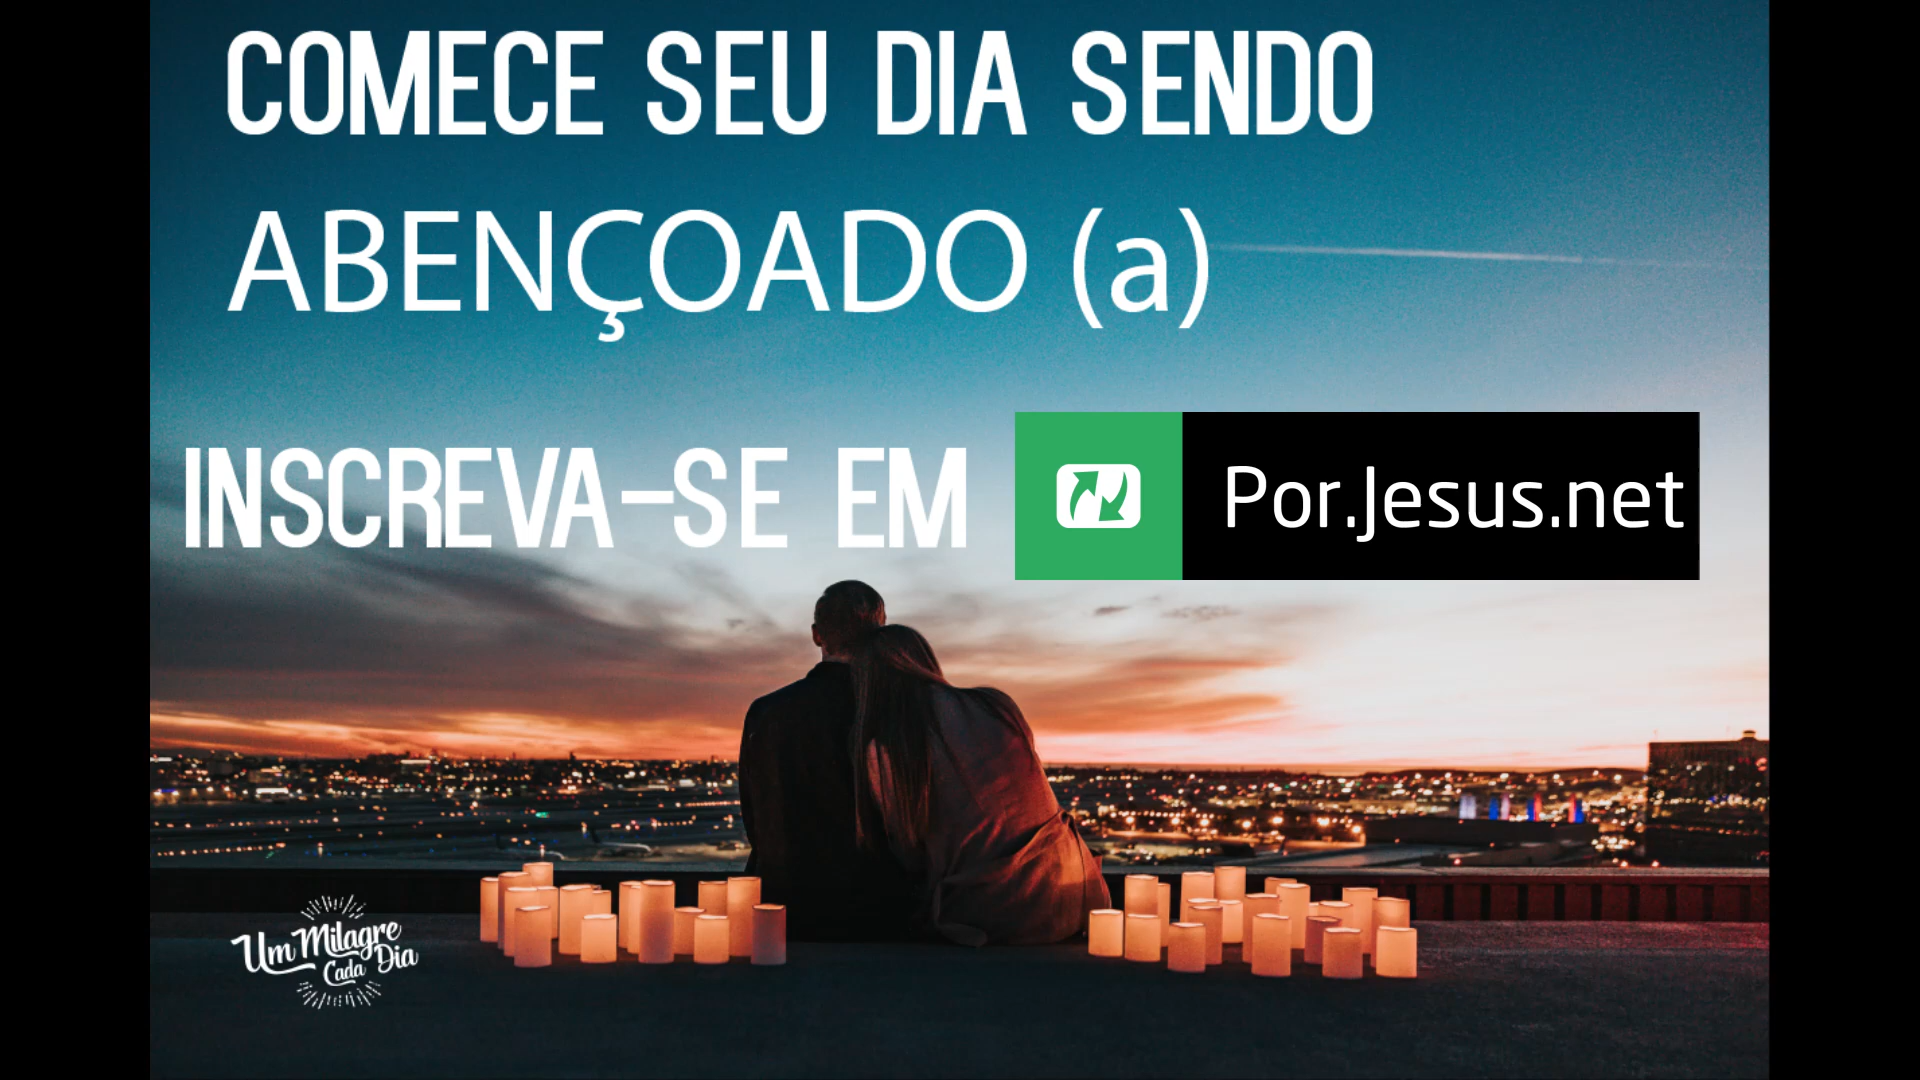 COMECE SEU DIA SENDO
ABENÇOADO (a)
INSCREVA-SE EM
Por.Jesus.net
Um Milagre
Cada Dia